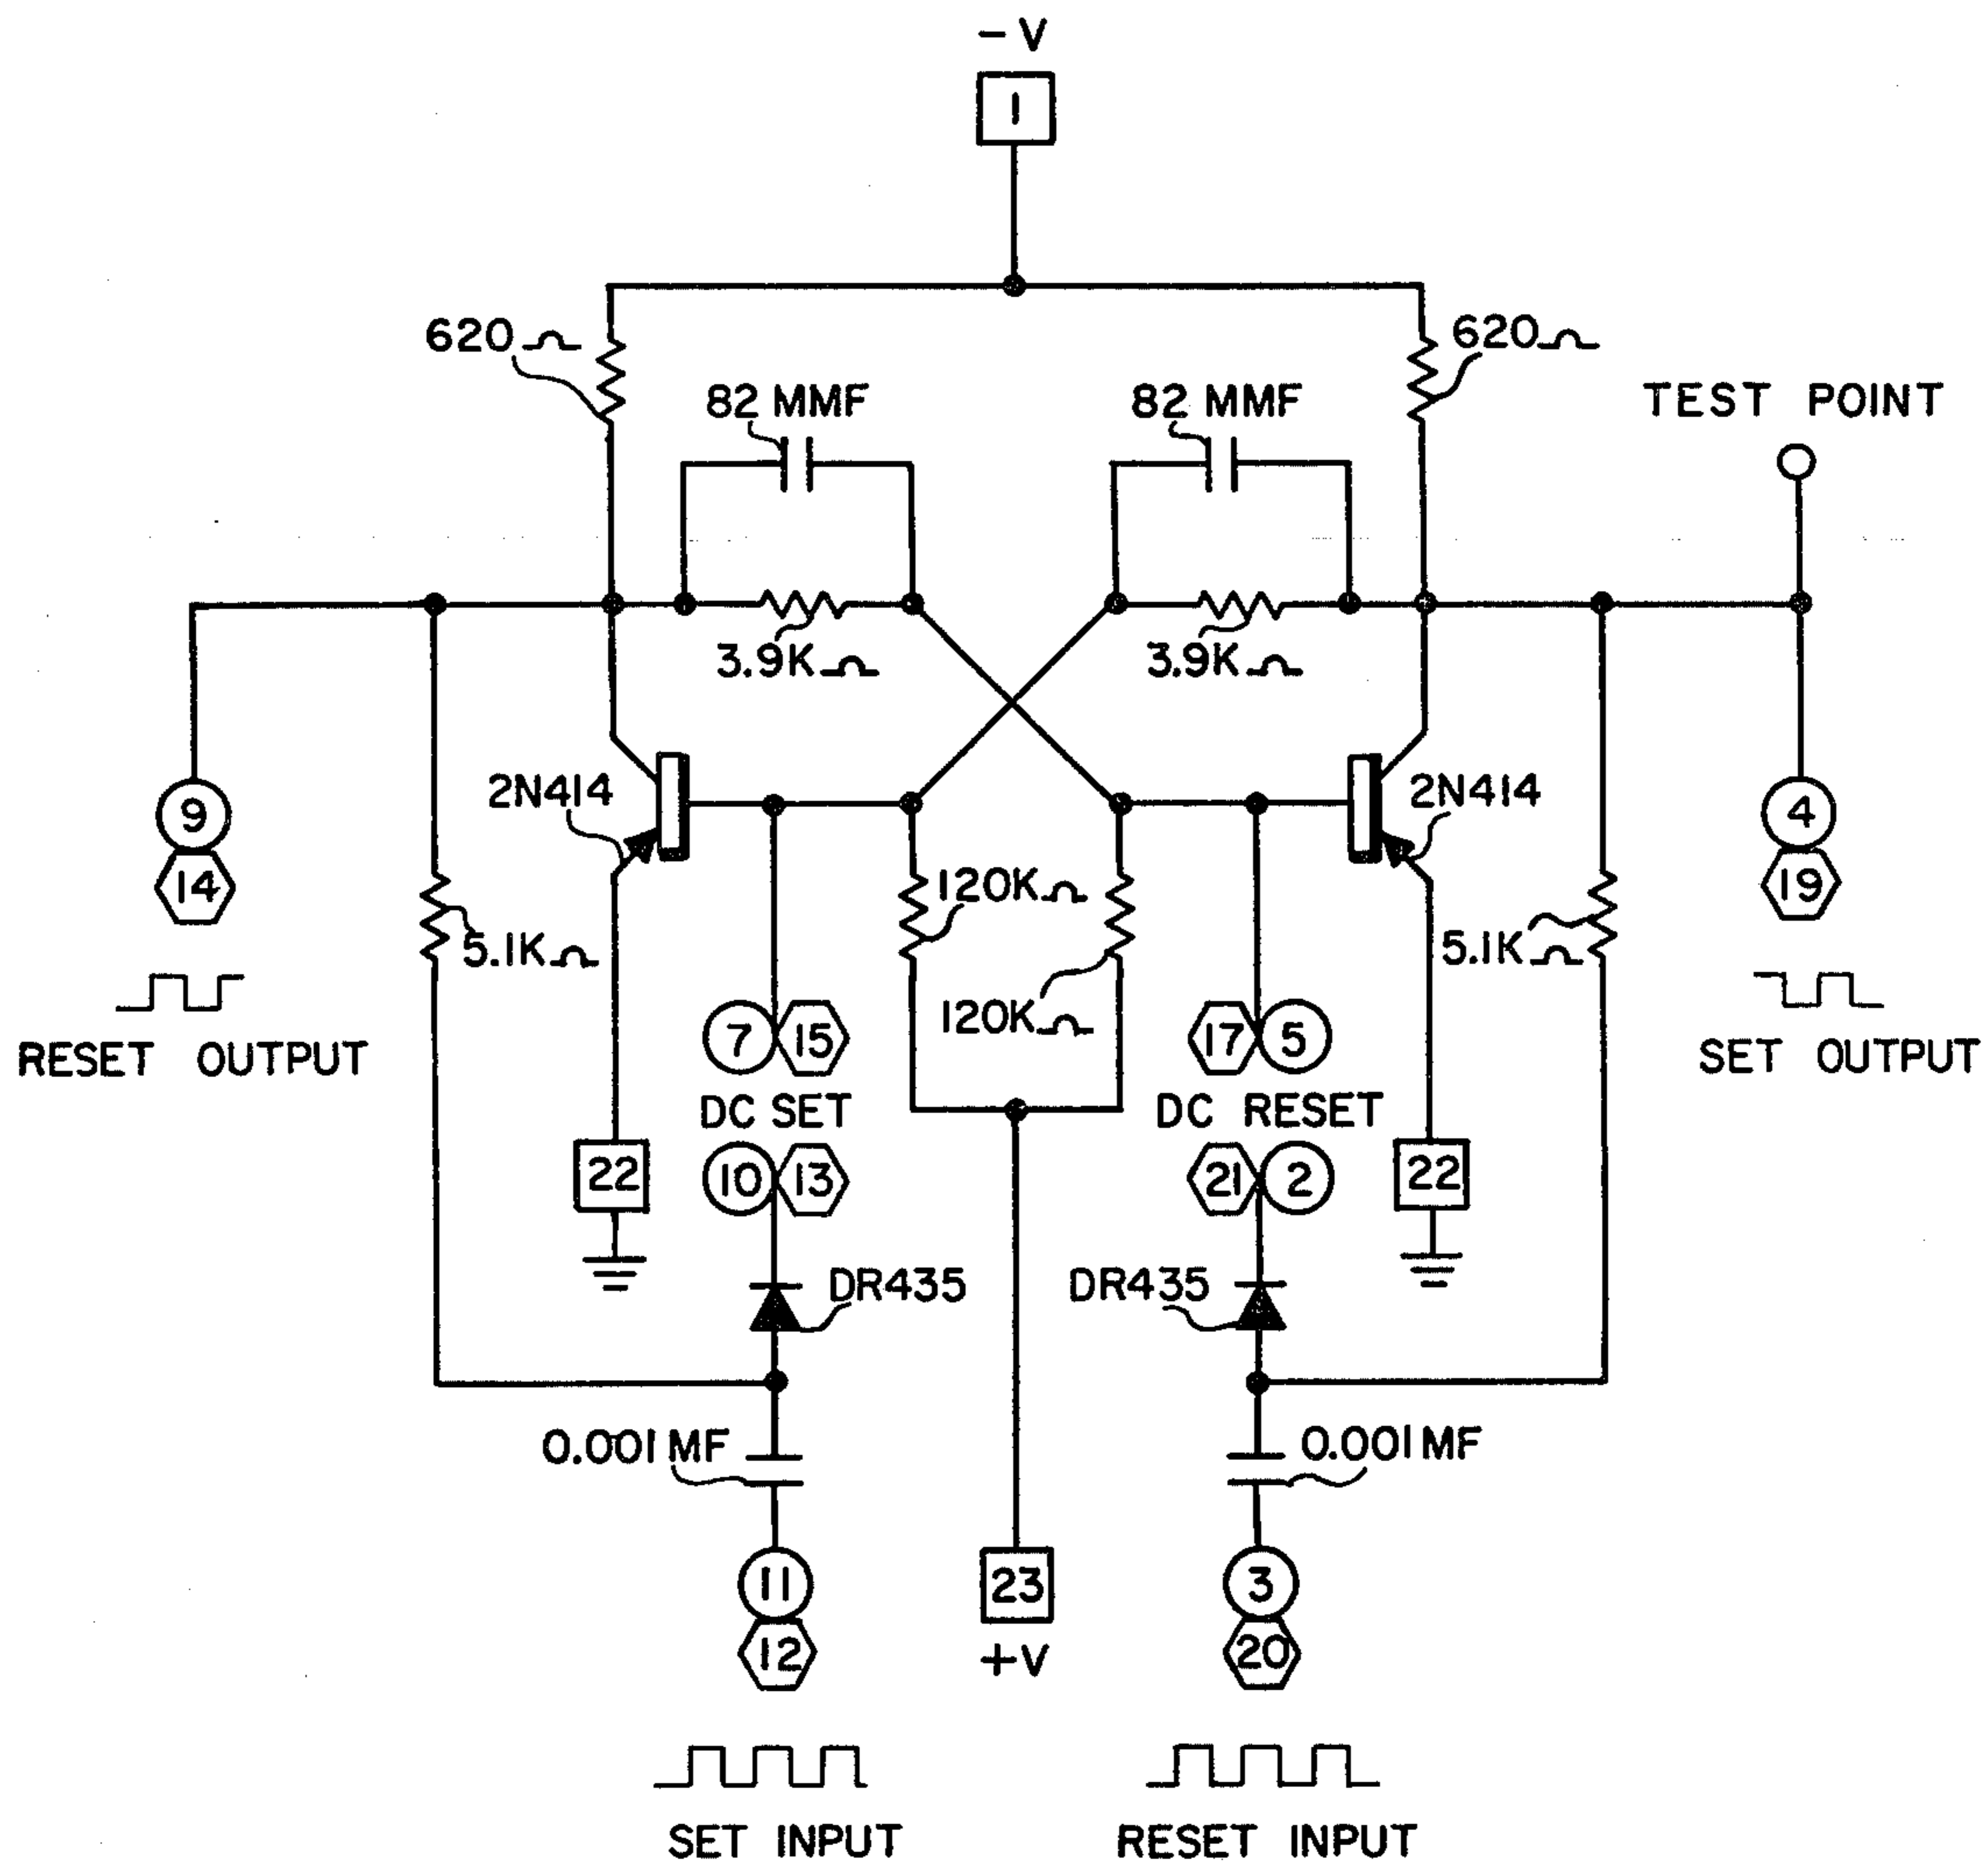 −V
1
620 Ω
620 Ω
82 MMF
82 MMF
TEST POINT
3.9K Ω
3.9K Ω
2N414
2N414
9
14
4
19
120K Ω
120K Ω
5.1K Ω
5.1K Ω
RESET OUTPUT
SET OUTPUT
7
15
17
5
DC SET
DC RESET
10
13
21
2
22
22
DR435
DR435
0.001 MF
0.001 MF
11
12
23
3
20
+V
SET INPUT
RESET INPUT